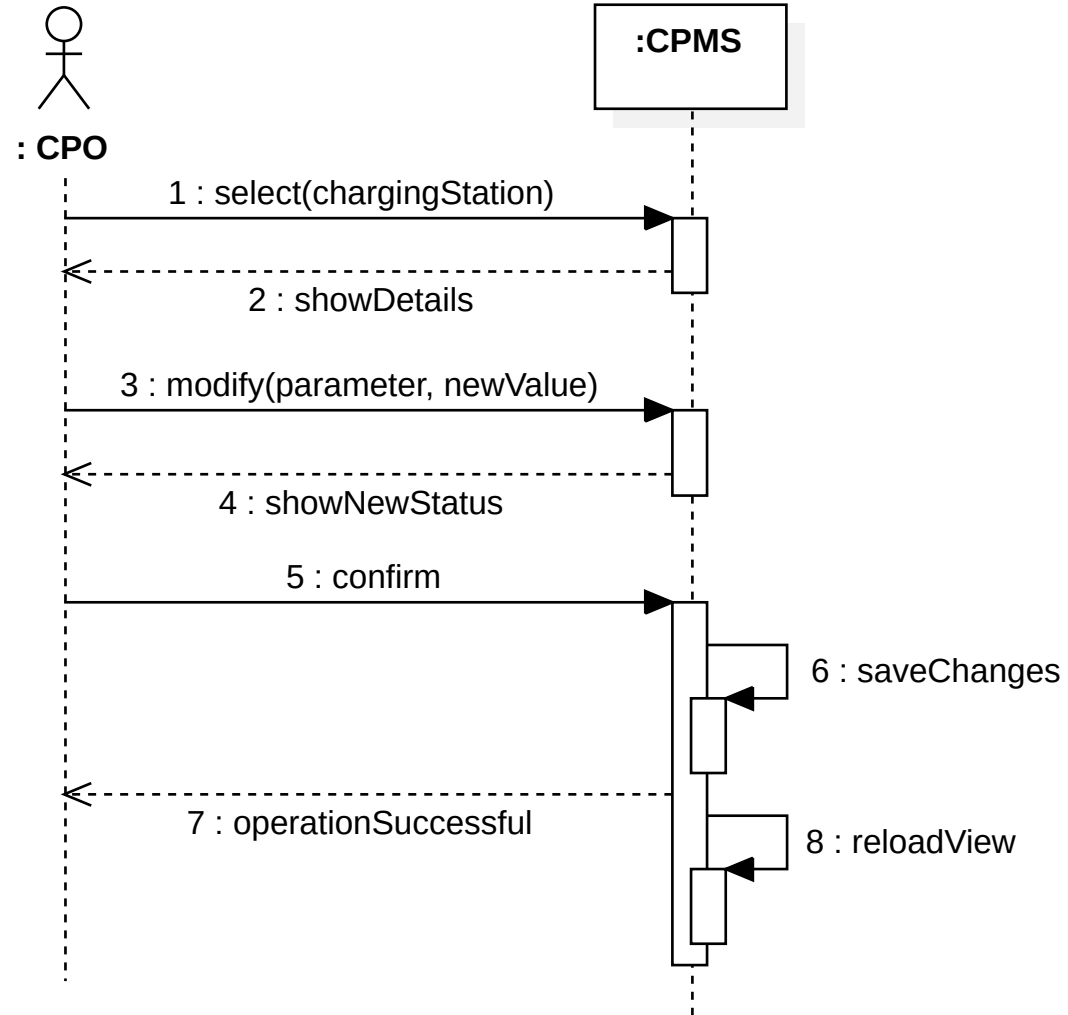 :CPMS
: CPO
1 : select(chargingStation)
2 : showDetails
3 : modify(parameter, newValue)
4 : showNewStatus
5 : confirm
6 : saveChanges
7 : operationSuccessful
8 : reloadView